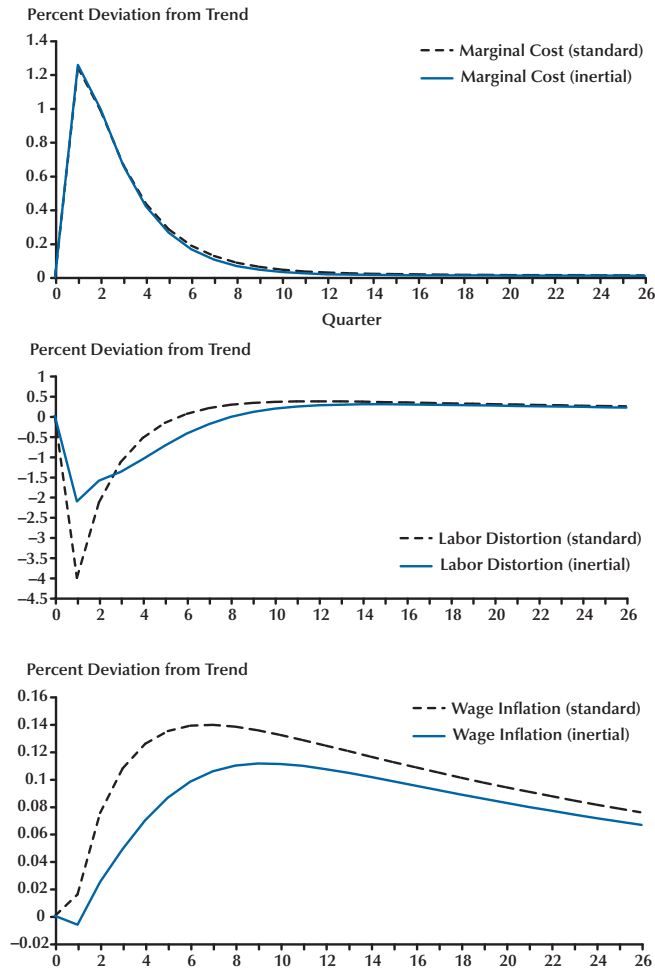 Percent Deviation from Trend
1.4
1.2
1
0.8
0.6
0.4
0.2
0
Marginal Cost (standard)
Marginal Cost (inertial)
0 2 4 6 8 10 12 14 16 18 20 22 24 26
Quarter
Percent Deviation from Trend
1
0.5
0
–0.5
–1
–1.5
–2
–2.5
–3
–3.5
–4
–4.5
Labor Distortion (standard)
Labor Distortion (inertial)
0 2 4 6 8 10 12 14 16 18 20 22 24 26
Percent Deviation from Trend
0.16
0.14
0.12
0.1
0.08
0.06
0.04
0.02
0
–0.02
Wage Inflation (standard)
Wage Inflation (inertial)
0 2 4 6 8 10 12 14 16 18 20 22 24 26